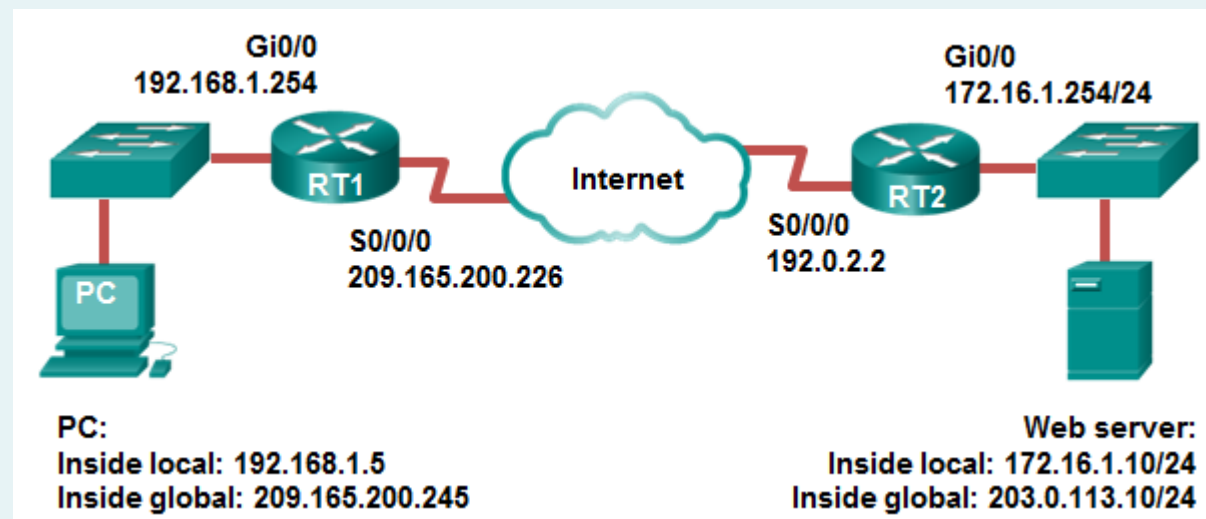 Gi0/0
192.168.1.254
Gi0/0
172.16.1.254/24
RT1
Internet
RT2
S0/0/0
209.165.200.226
S0/0/0
192.0.2.2
PC
PC:
Inside local: 192.168.1.5
Inside global: 209.165.200.245
Web server:
Inside local: 172.16.1.10/24
Inside global: 203.0.113.10/24